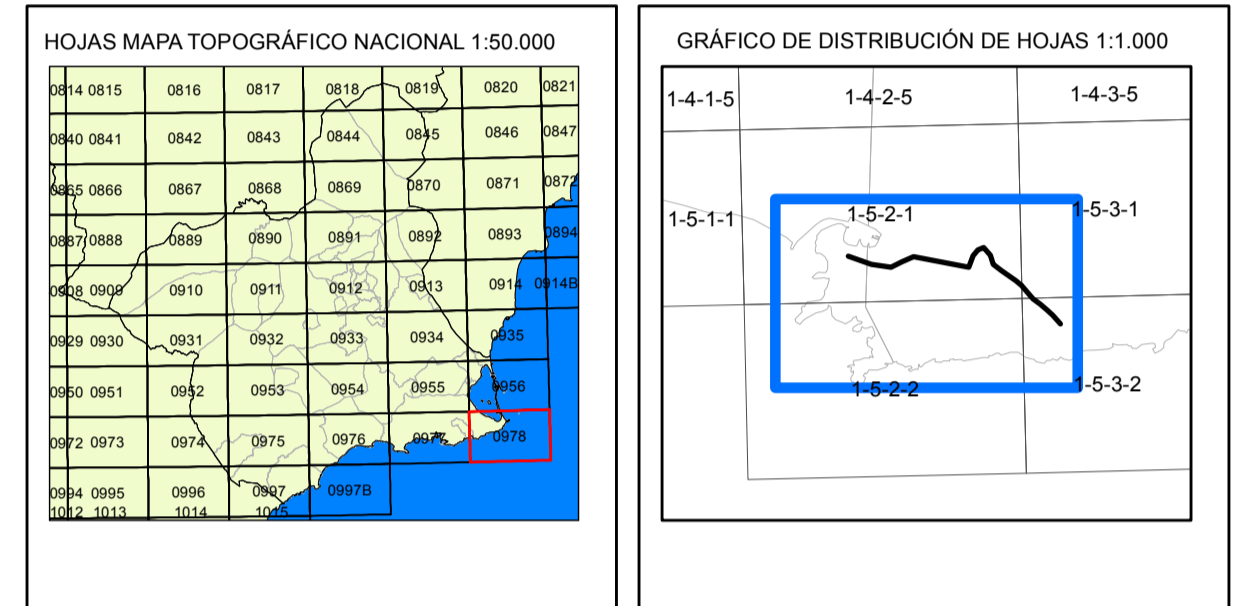 HOJAS MAPA TOPOGRÁFICO NACIONAL 1:50.000
0814 0815 0816 0817 0818 0819 0820 0821
0840 0841 0842 0843 0844 0845 0846 0847
0865 0866 0867 0868 0869 0870 0871 0872
0887 0888 0889 0890 0891 0892 0893 0894
0908 0909 0910 0911 0912 0913 0914 0914B
0929 0930 0931 0932 0933 0934 0935
0950 0951 0952 0953 0954 0955 0956
0972 0973 0974 0975 0976 0977 0978
0994 0995 0996 0997 0997B
1012 1013 1014 1015
GRÁFICO DE DISTRIBUCIÓN DE HOJAS 1:1.000
1-4-1-5 1-4-2-5 1-4-3-5
1-5-1-1 1-5-2-1 1-5-3-1
1-5-2-2 1-5-3-2